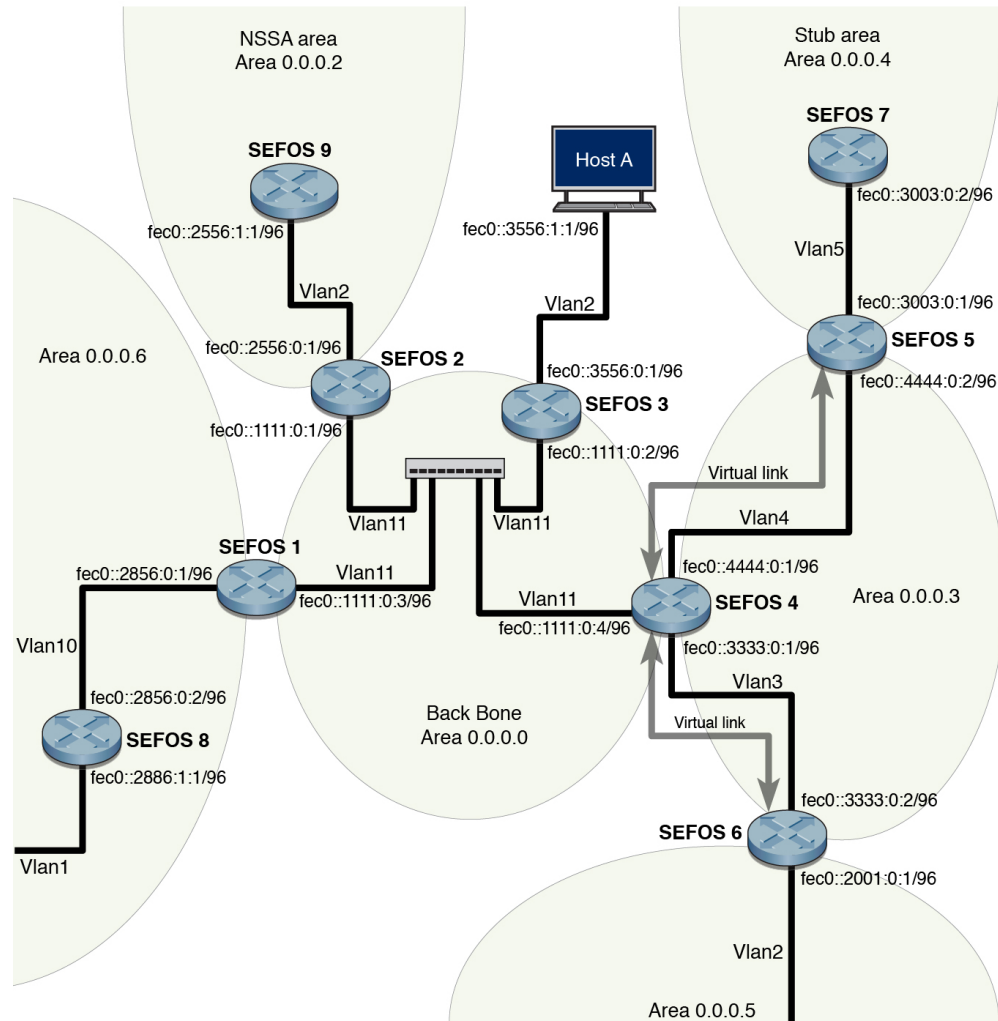 NSSA area
Area 0.0.0.2
Stub area
Area 0.0.0.4
SEFOS 9
Host A
SEFOS 7
fec0::2556:1:1/96
fec0::3556:1:1/96
fec0::3003:0:2/96
Vlan2
Vlan2
Vlan5
fec0::3003:0:1/96
Area 0.0.0.6
fec0::2556:0:1/96
SEFOS 2
fec0::3556:0:1/96
SEFOS 5
fec0::4444:0:2/96
SEFOS 3
fec0::1111:0:1/96
fec0::1111:0:2/96
Virtual link
Vlan11
Vlan11
Vlan4
SEFOS 1
fec0::2856:0:1/96
Vlan11
fec0::1111:0:3/96
fec0::4444:0:1/96
Vlan11
SEFOS 4
Area 0.0.0.3
fec0::1111:0:4/96
Vlan10
fec0::3333:0:1/96
Vlan3
fec0::2856:0:2/96
Back Bone
Area 0.0.0.0
Virtual link
SEFOS 8
fec0::2886:1:1/96
fec0::3333:0:2/96
SEFOS 6
Vlan1
fec0::2001:0:1/96
Vlan2
Area 0.0.0.5